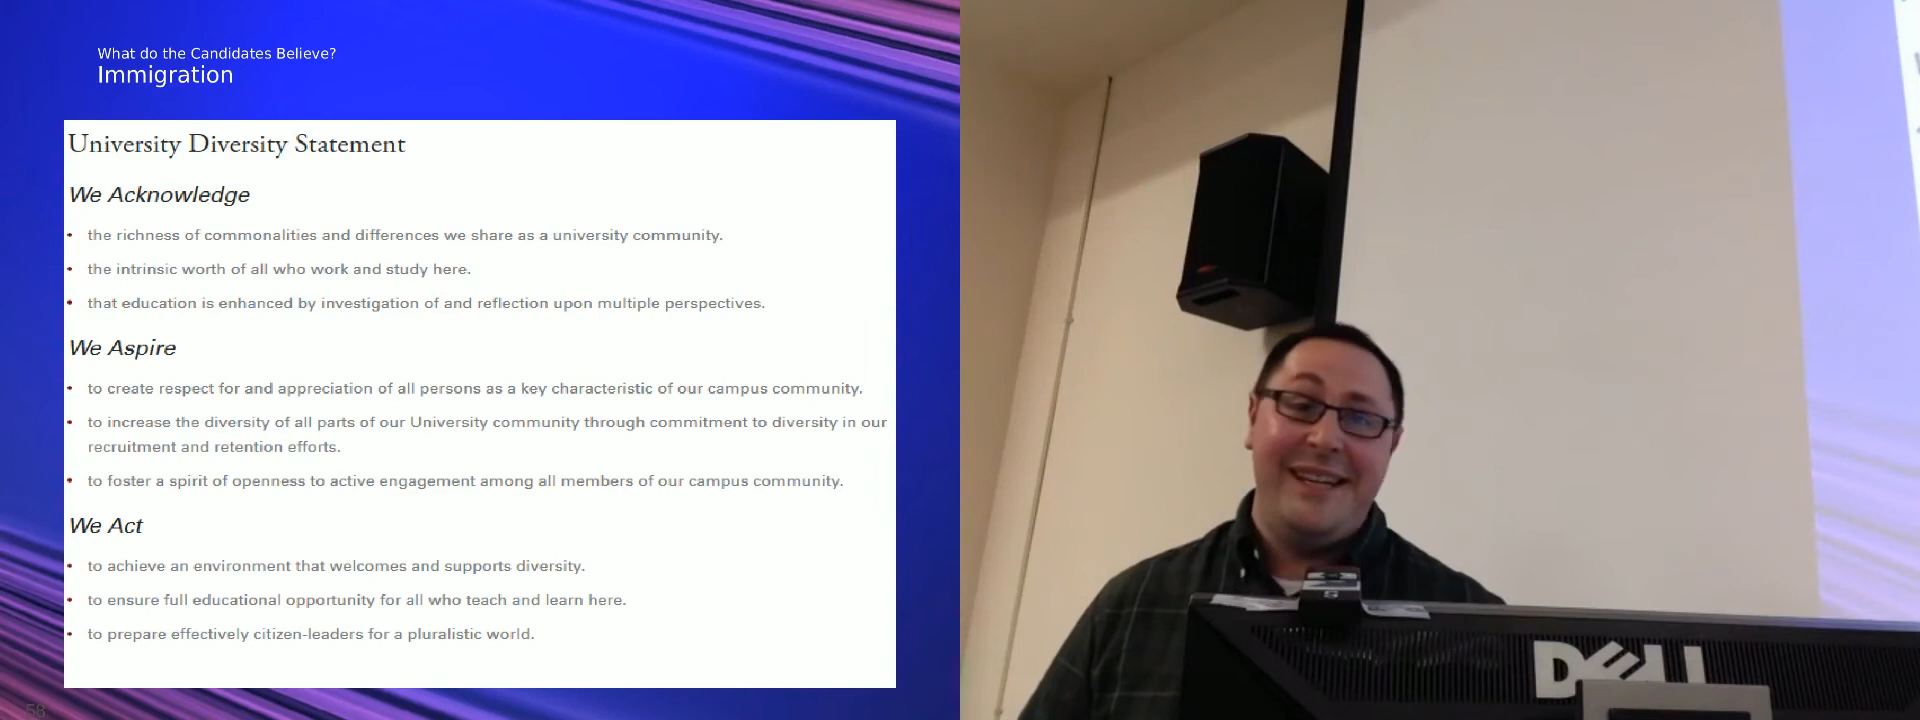 What do the Candidates Believe?
Immigration
University Diversity Statement
We Acknowledge
• the richness of commonalities and differences we share as a university community.
• the intrinsic worth of all who work and study here.
• that education is enhanced by investigation of and reflection upon multiple perspectives.
We Aspire
• to create respect for and appreciation of all persons as a key characteristic of our campus community.
• to increase the diversity of all parts of our University community through commitment to diversity in our
recruitment and retention efforts.
• to foster a spirit of openness to active engagement among all members of our campus community.
We Act
• to achieve an environment that welcomes and supports diversity.
• to ensure full educational opportunity for all who teach and learn here.
• to prepare effectively citizen-leaders for a pluralistic world.
58
DELL